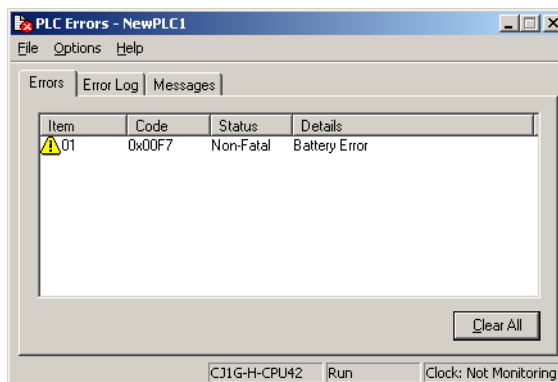 PLC Errors - NewPLC1
File Options Help
Errors Error Log Messages
Item Code Status Details
01 0x00F7 Non-Fatal Battery Error
Clear All
CJ1G-H-CPU42 Run Clock: Not Monitoring